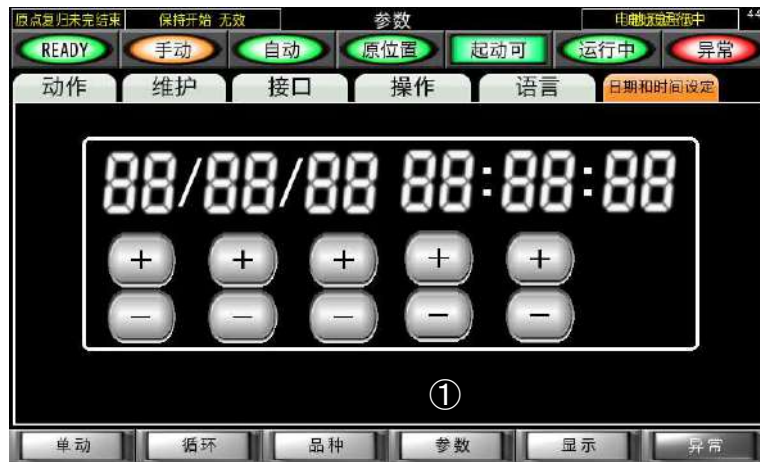 原点复归未完结束 保持开始 无效 参数 44
READY 手动 自动 原位置 起动可 运行中 异常
动作 维护 接口 操作 语言 日期和时间设定
88/88/88 88:88:88
+ + + + +
- - - - -
①
单动 循环 品种 参数 显示 异常